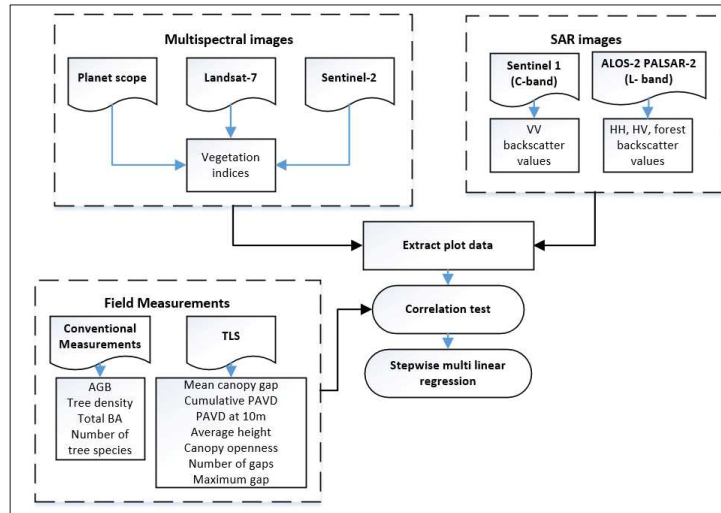 Multispectral images
Planet scope
Landsat-7
Sentinel-2
Vegetation
indices
SAR images
Sentinel 1
(C-band)
ALOS-2 PALSAR-2
(L- band)
VV
backscatter
values
HH, HV, forest
backscatter
values
Extract plot data
Correlation test
Stepwise multi linear
regression
Field Measurements
Conventional
Measurements
TLS
AGB
Tree density
Total BA
Number of
tree species
Mean canopy gap
Cumulative PAVD
PAVD at 10m
Average height
Canopy openness
Number of gaps
Maximum gap